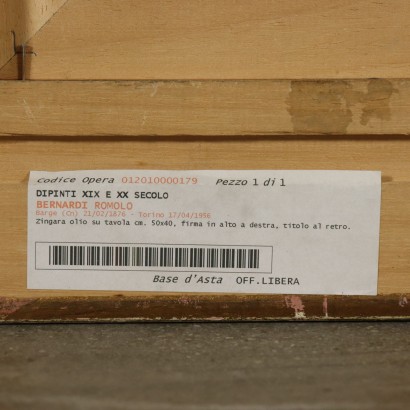 Codice Opera 012010000179 Pezzo 1 di 1
DIPINTI XIX E XX SECOLO
BERNARDI ROMOLO
Barge (CN) 21/02/1876 - Torino 17/04/1956
Zingara olio su tavola cm. 50x40, firma in alto a destra, titolo al retro.
Base d'Asta OFF.LIBERA